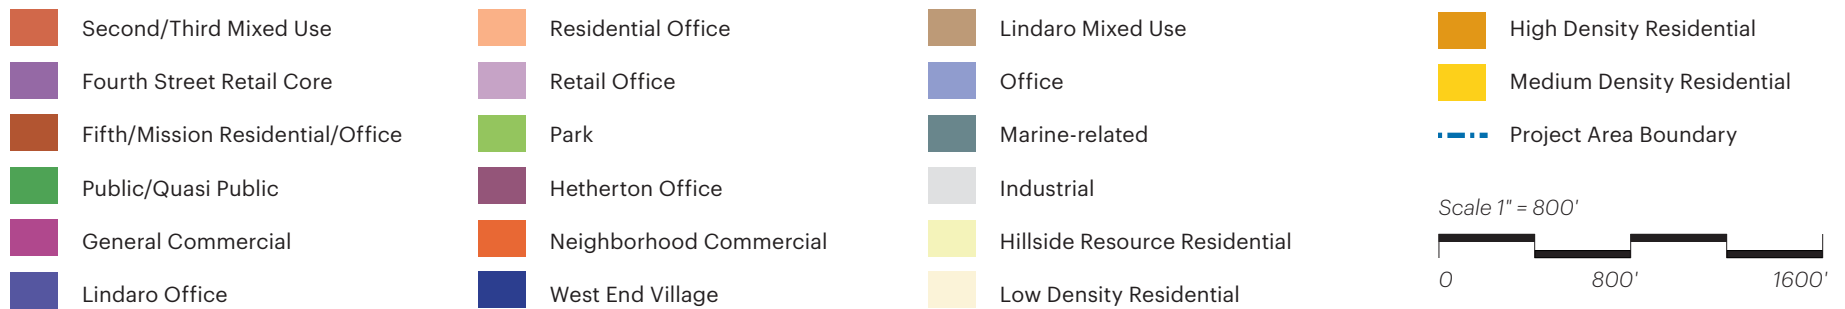 Second/Third Mixed Use
Fourth Street Retail Core
Fifth/Mission Residential/Office
Public/Quasi Public
General Commercial
Lindaro Office
Residential Office
Retail Office
Park
Hetherton Office
Neighborhood Commercial
West End Village
Lindaro Mixed Use
Office
Marine-related
Industrial
Hillside Resource Residential
Low Density Residential
High Density Residential
Medium Density Residential
Project Area Boundary
Scale 1" = 800'
0 800' 1600'